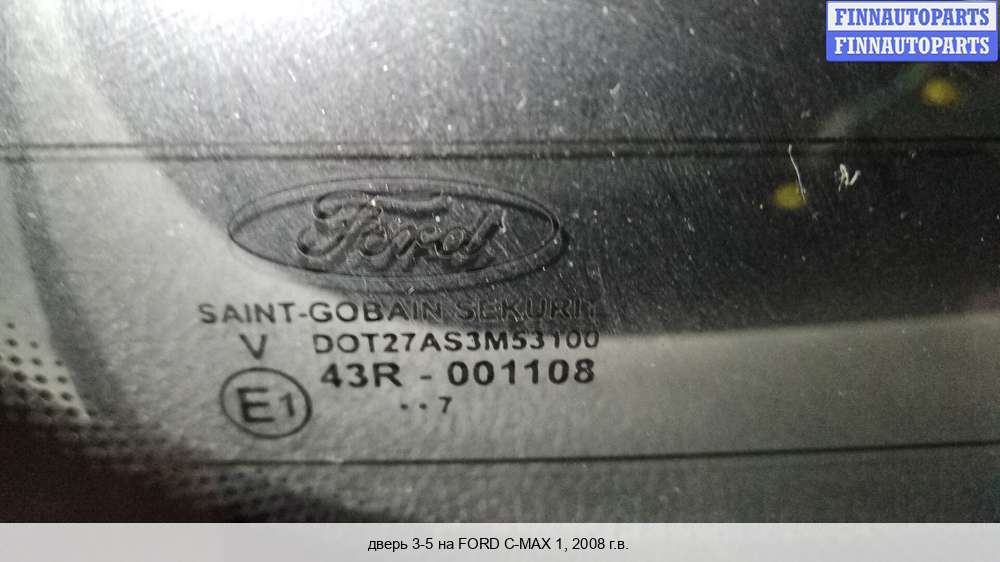 FINNAUTOPARTS
FINNAUTOPARTS
Ford
SAINT-GOBAIN SEKURIT
V DOT27AS3M53100
43R - 001108
E1
..7
дверь 3-5 на FORD C-MAX 1, 2008 г.в.